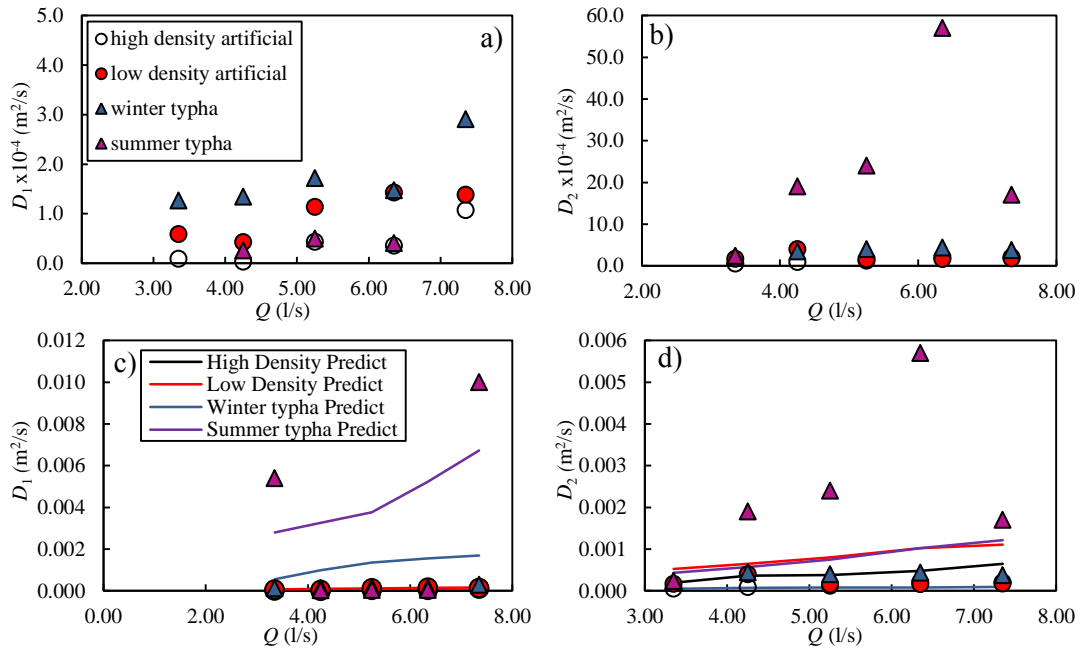 a)
5.0
4.0
3.0
2.0
1.0
0.0
D₁ x10⁻⁴ (m²/s)
high density artificial
low density artificial
winter typha
summer typha
2.00 3.00 4.00 5.00 6.00 7.00 8.00
Q (l/s)
b)
60.0
50.0
40.0
30.0
20.0
10.0
0.0
D₂ x10⁻⁴ (m²/s)
2.00 4.00 6.00 8.00
Q (l/s)
c)
0.012
0.010
0.008
0.006
0.004
0.002
0.000
D₁ (m²/s)
High Density Predict
Low Density Predict
Winter typha Predict
Summer typha Predict
0.00 2.00 4.00 6.00 8.00
Q (l/s)
d)
0.006
0.005
0.004
0.003
0.002
0.001
0.000
D₂ (m²/s)
3.00 4.00 5.00 6.00 7.00 8.00
Q (l/s)